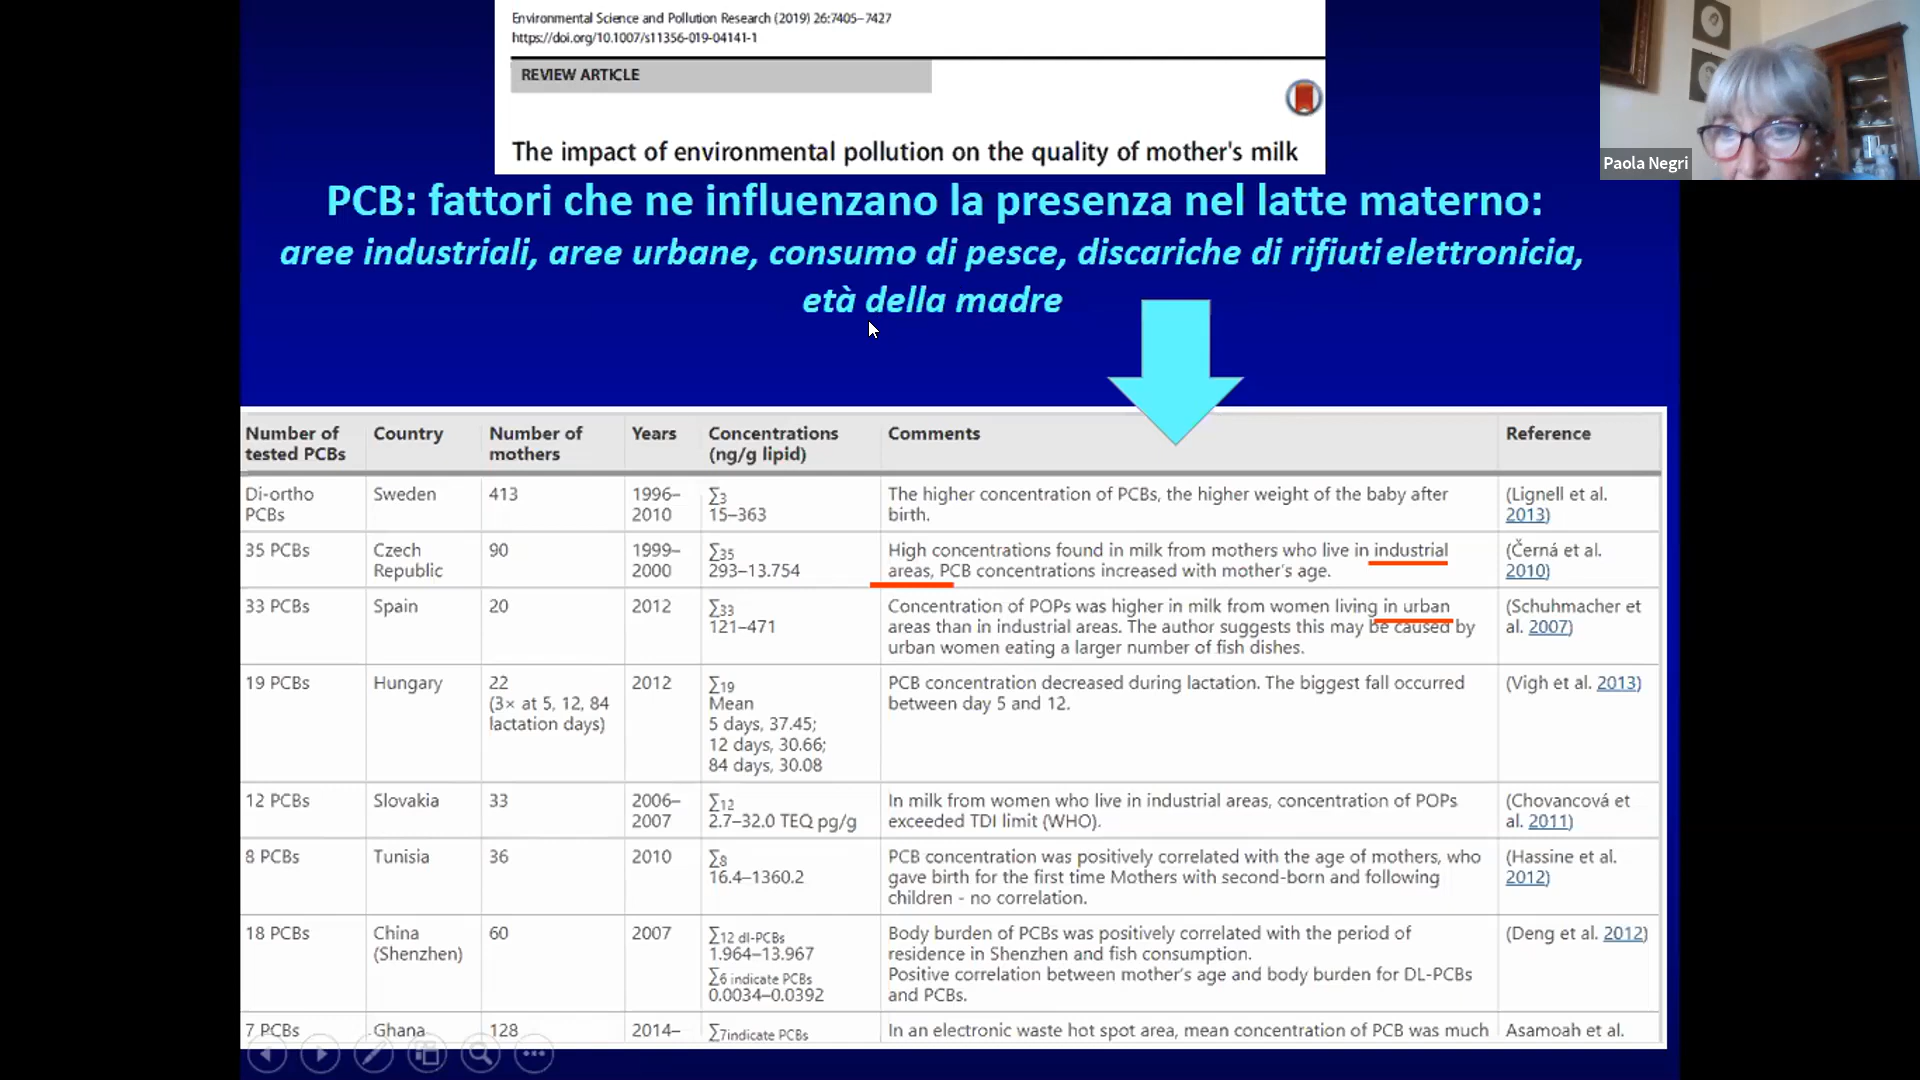 Environmental Science and Pollution Research (2019) 26:7405–7427
https://doi.org/10.1007/s11356-019-04141-1
REVIEW ARTICLE
The impact of environmental pollution on the quality of mother's milk
Paola Negri
PCB: fattori che ne influenzano la presenza nel latte materno:
aree industriali, aree urbane, consumo di pesce, discariche di rifiuti elettronicia,
età della madre
Number of tested PCBs Country Number of mothers Years Concentrations (ng/g lipid) Comments Reference
Di-ortho PCBs Sweden 413 1996–2010 ∑3 15–363 The higher concentration of PCBs, the higher weight of the baby after birth. (Lignell et al. 2013)
35 PCBs Czech Republic 90 1999–2000 ∑35 293–13.754 High concentrations found in milk from mothers who live in industrial areas, PCB concentrations increased with mother's age. (Černá et al. 2010)
33 PCBs Spain 20 2012 ∑33 121–471 Concentration of POPs was higher in milk from women living in urban areas than in industrial areas. The author suggests this may be caused by urban women eating a larger number of fish dishes. (Schuhmacher et al. 2007)
19 PCBs Hungary 22 (3× at 5, 12, 84 lactation days) 2012 ∑19 Mean 5 days, 37.45; 12 days, 30.66; 84 days, 30.08 PCB concentration decreased during lactation. The biggest fall occurred between day 5 and 12. (Vigh et al. 2013)
12 PCBs Slovakia 33 2006–2007 ∑12 2.7–32.0 TEQ pg/g In milk from women who live in industrial areas, concentration of POPs exceeded TDI limit (WHO). (Chovancová et al. 2011)
8 PCBs Tunisia 36 2010 ∑8 16.4–1360.2 PCB concentration was positively correlated with the age of mothers, who gave birth for the first time Mothers with second-born and following children - no correlation. (Hassine et al. 2012)
18 PCBs China (Shenzhen) 60 2007 ∑12 dl-PCBs 1.964–13.967 ∑6 indicate PCBs 0.0034–0.0392 Body burden of PCBs was positively correlated with the period of residence in Shenzhen and fish consumption. Positive correlation between mother's age and body burden for DL-PCBs and PCBs. (Deng et al. 2012)
7 PCBs Ghana 128 2014– ∑7indicate PCBs In an electronic waste hot spot area, mean concentration of PCB was much Asamoah et al.